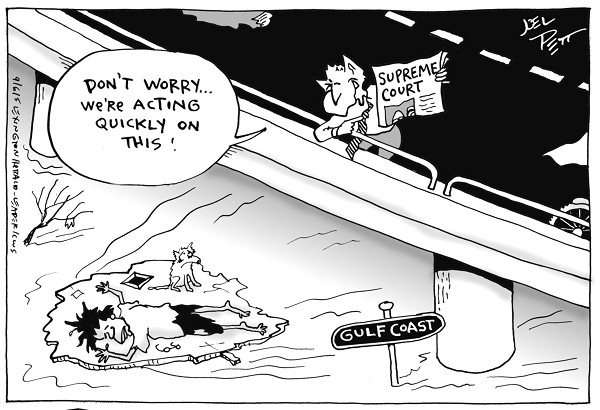 JOEL
PETT
SUPREME
COURT
DON'T WORRY...
WE'RE ACTING
QUICKLY ON
THIS!
GULF COAST